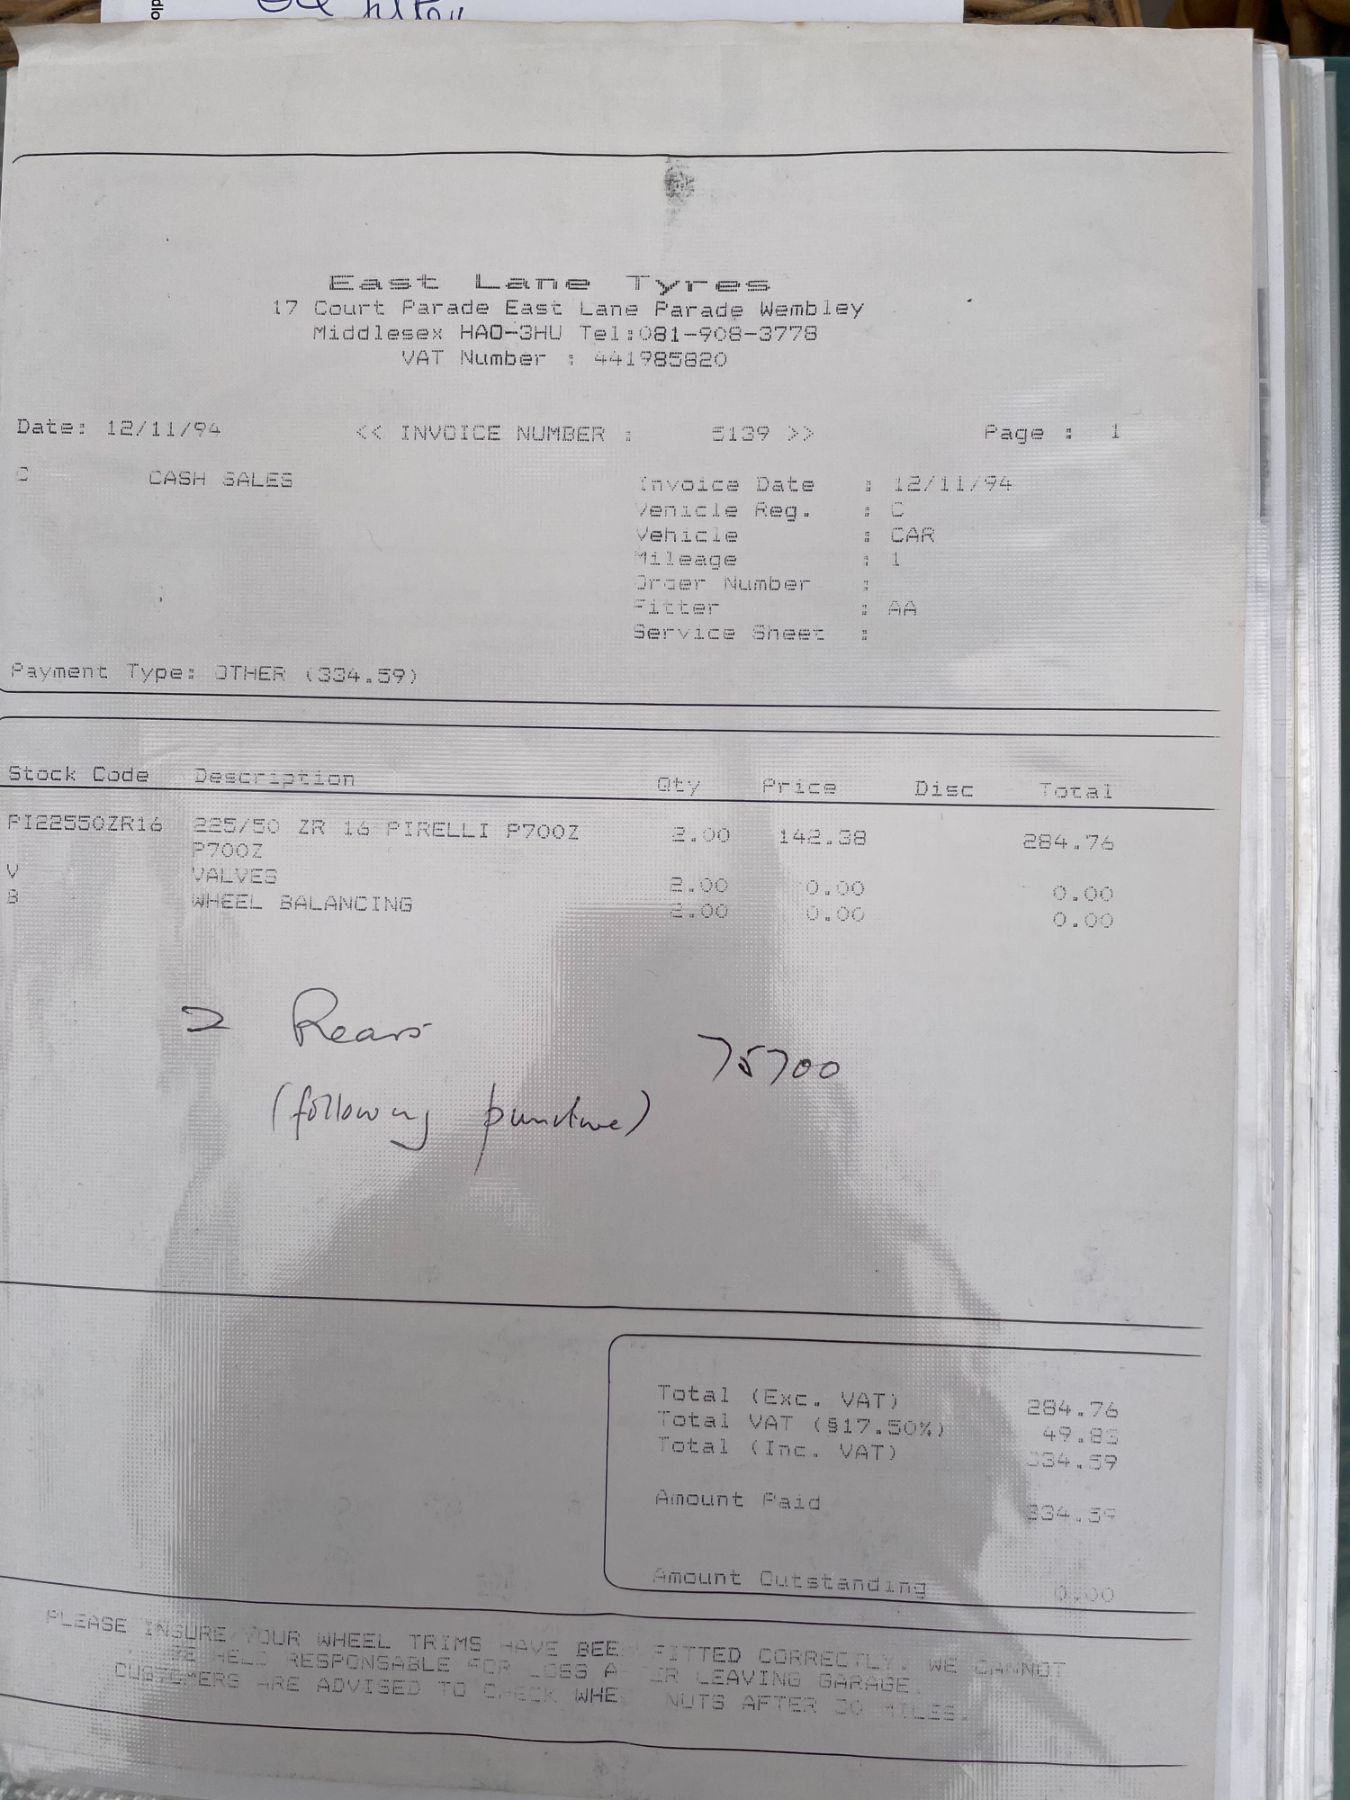 East Lane Tyres
17 Court Parade East Lane Parade Wembley
Middlesex HA0-3HU Tel:081-908-3778
VAT Number : 441985820
Date: 12/11/94 << INVOICE NUMBER : 5139 >> Page : 1
C CASH SALES
Invoice Date : 12/11/94
Vehicle Reg. : C
Vehicle : CAR
Mileage : 1
Order Number :
Fitter : AA
Service Sheet :
Payment Type: OTHER (334.59)
Stock Code Description Qty Price Disc Total
PI22550ZR16 225/50 ZR 16 PIRELLI P700Z 2.00 142.38 284.76
P700Z
V VALVES 2.00 0.00 0.00
B WHEEL BALANCING 2.00 0.00 0.00
2 Rears
75700
(following puncture)
Total (Exc. VAT) 284.76
Total VAT (§17.50%) 49.83
Total (Inc. VAT) 334.59
Amount Paid 334.59
Amount Outstanding 0.00
PLEASE INSURE YOUR WHEEL TRIMS HAVE BEEN FITTED CORRECTLY. WE CANNOT
BE HELD RESPONSABLE FOR LOSS AFTER LEAVING GARAGE.
CUSTOMERS ARE ADVISED TO CHECK WHEEL NUTS AFTER 30 MILES.